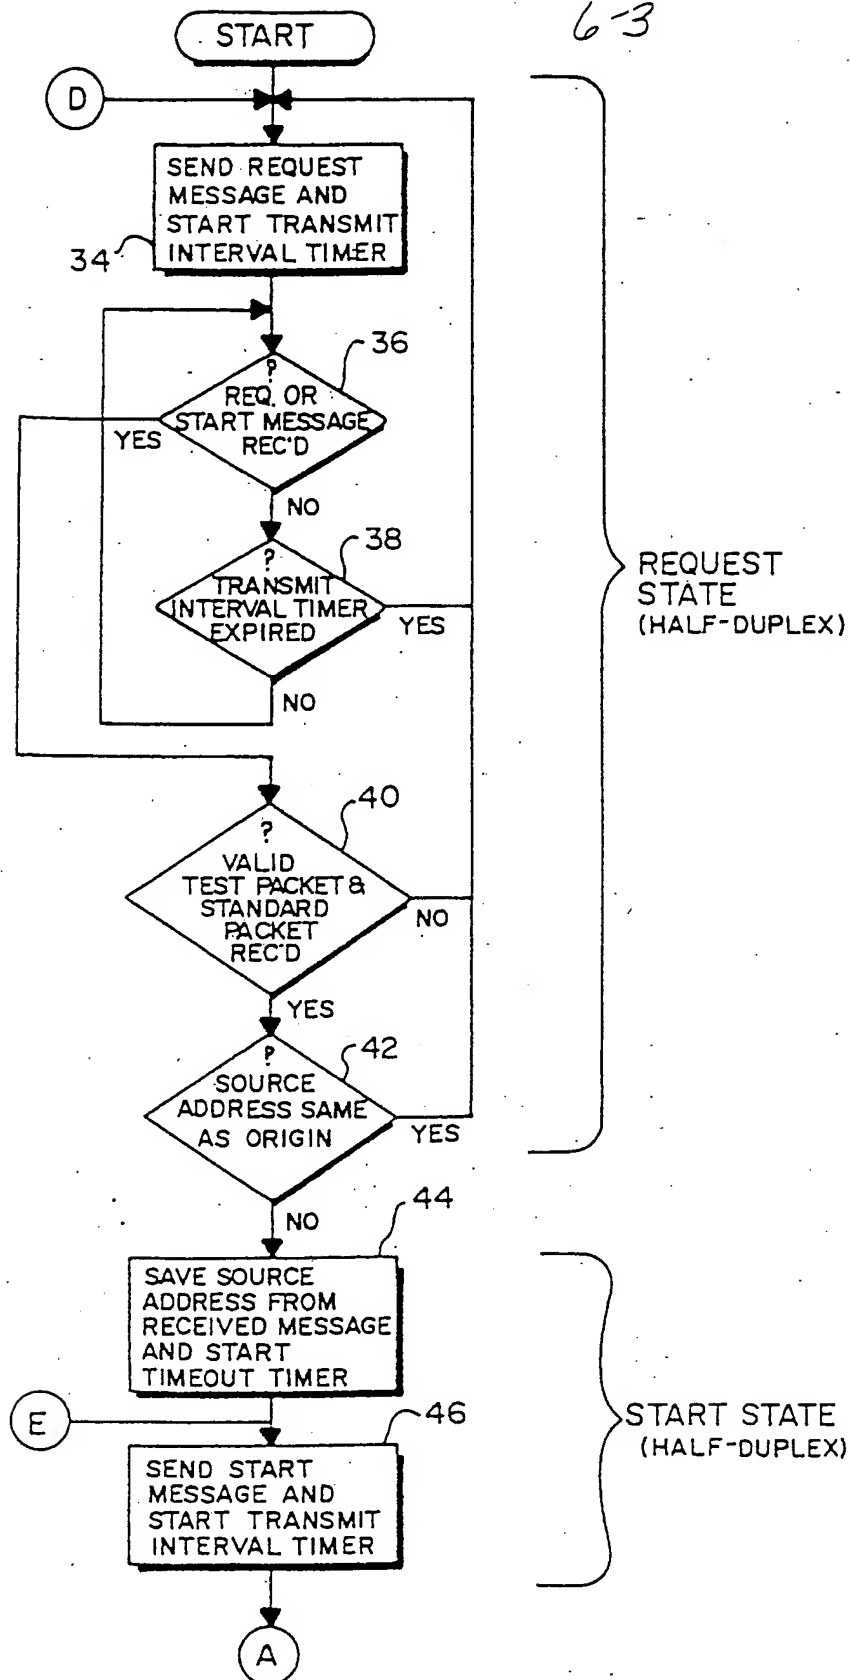 6-3
START
D
SEND REQUEST
MESSAGE AND
START TRANSMIT
INTERVAL TIMER
34
36
?
REQ. OR
START MESSAGE
REC'D
YES
NO
38
?
TRANSMIT
INTERVAL TIMER
EXPIRED
YES
NO
REQUEST
STATE
(HALF-DUPLEX)
40
?
VALID
TEST PACKET &
STANDARD
PACKET
REC'D
NO
YES
42
?
SOURCE
ADDRESS SAME
AS ORIGIN
YES
NO
44
SAVE SOURCE
ADDRESS FROM
RECEIVED MESSAGE
AND START
TIMEOUT TIMER
E
46
START STATE
(HALF-DUPLEX)
SEND START
MESSAGE AND
START TRANSMIT
INTERVAL TIMER
A